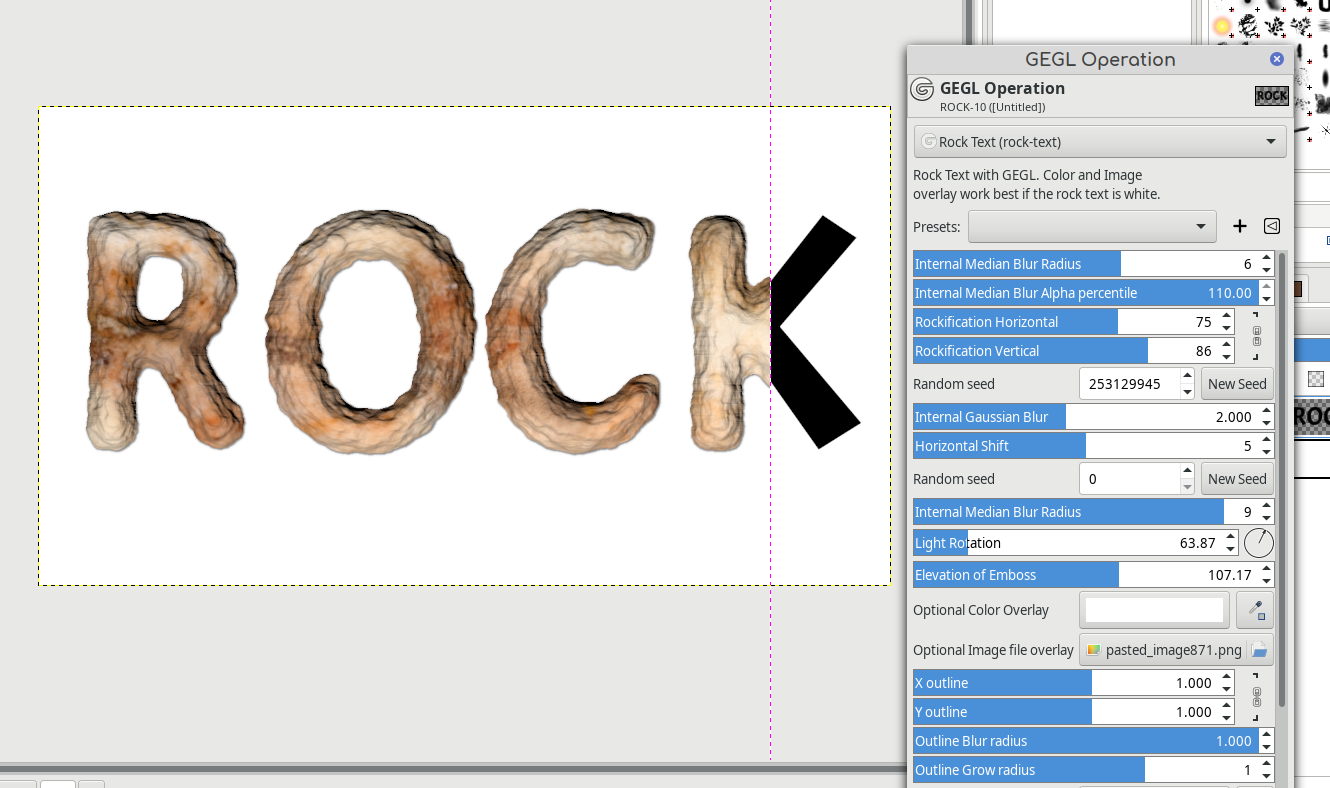 GEGL Operation
GEGL Operation
ROCK-10 ([Untitled])
ROCK
Rock Text (rock-text)
Rock Text with GEGL. Color and Image
overlay work best if the rock text is white.
Presets:
Internal Median Blur Radius 6
Internal Median Blur Alpha percentile 110.00
Rockification Horizontal 75
Rockification Vertical 86
Random seed 253129945 New Seed
Internal Gaussian Blur 2.000
Horizontal Shift 5
Random seed 0 New Seed
Internal Median Blur Radius 9
Light Rotation 63.87
Elevation of Emboss 107.17
Optional Color Overlay
Optional Image file overlay pasted_image871.png
X outline 1.000
Y outline 1.000
Outline Blur radius 1.000
Outline Grow radius 1
ROCK